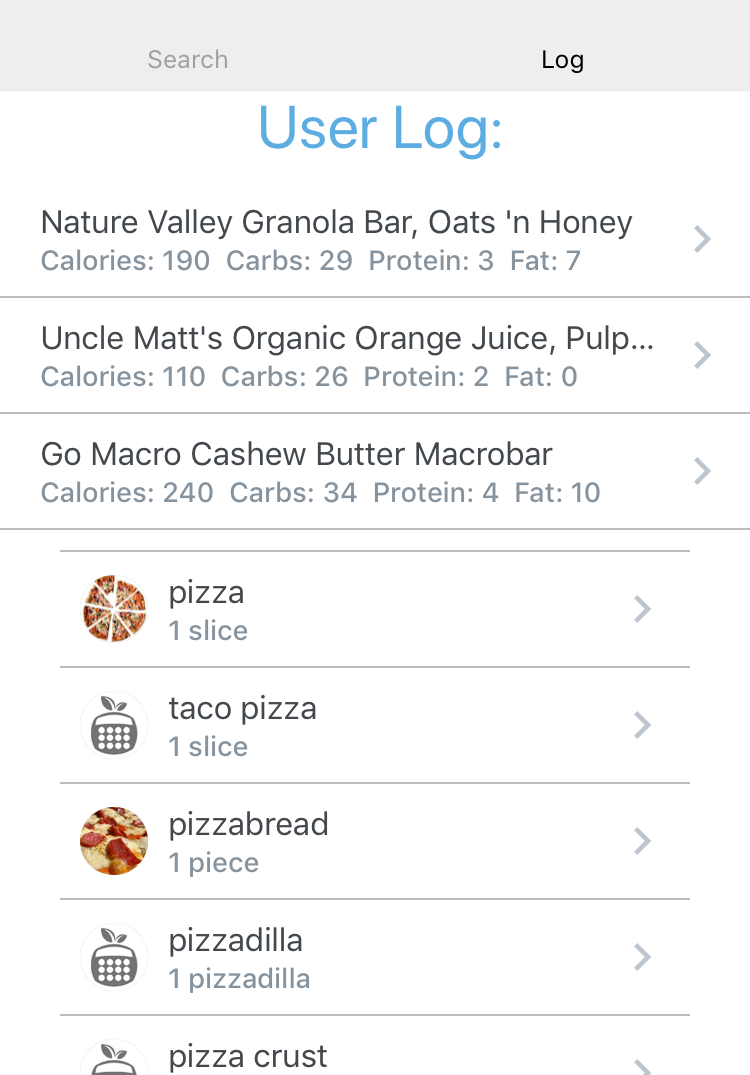 Search
Log
User Log:
Nature Valley Granola Bar, Oats 'n Honey
Calories: 190 Carbs: 29 Protein: 3 Fat: 7
Uncle Matt's Organic Orange Juice, Pulp...
Calories: 110 Carbs: 26 Protein: 2 Fat: 0
Go Macro Cashew Butter Macrobar
Calories: 240 Carbs: 34 Protein: 4 Fat: 10
pizza
1 slice
taco pizza
1 slice
pizzabread
1 piece
pizzadilla
1 pizzadilla
pizza crust